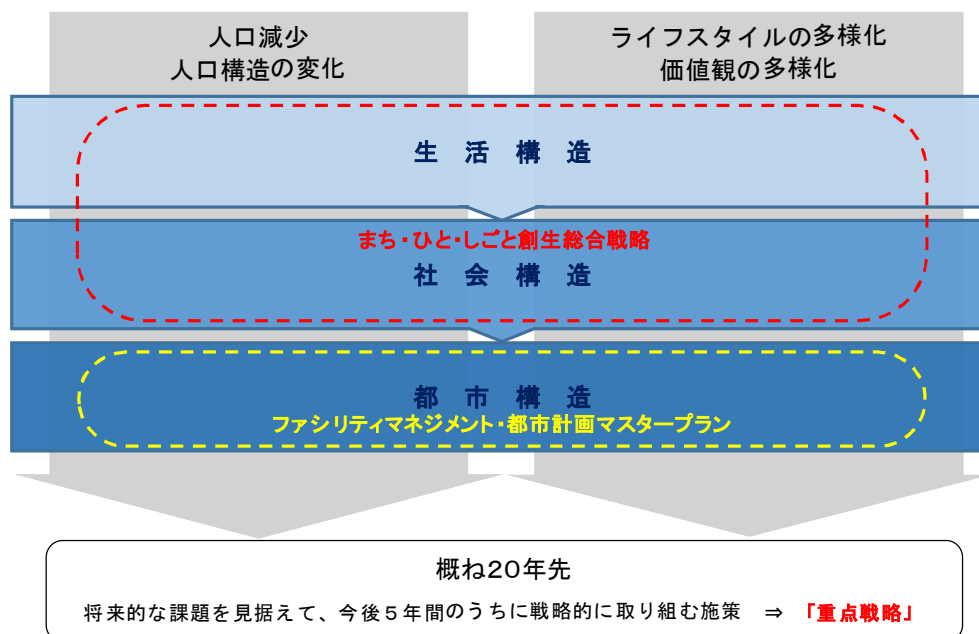 人口減少
人口構造の変化
ライフスタイルの多様化
価値観の多様化
生活構造
まち・ひと・しごと創生総合戦略
社会構造
都市構造
ファシリティマネジメント・都市計画マスタープラン
概ね20年先
将来的な課題を見据えて、今後5年間のうちに戦略的に取り組む施策 ⇒ 「重点戦略」